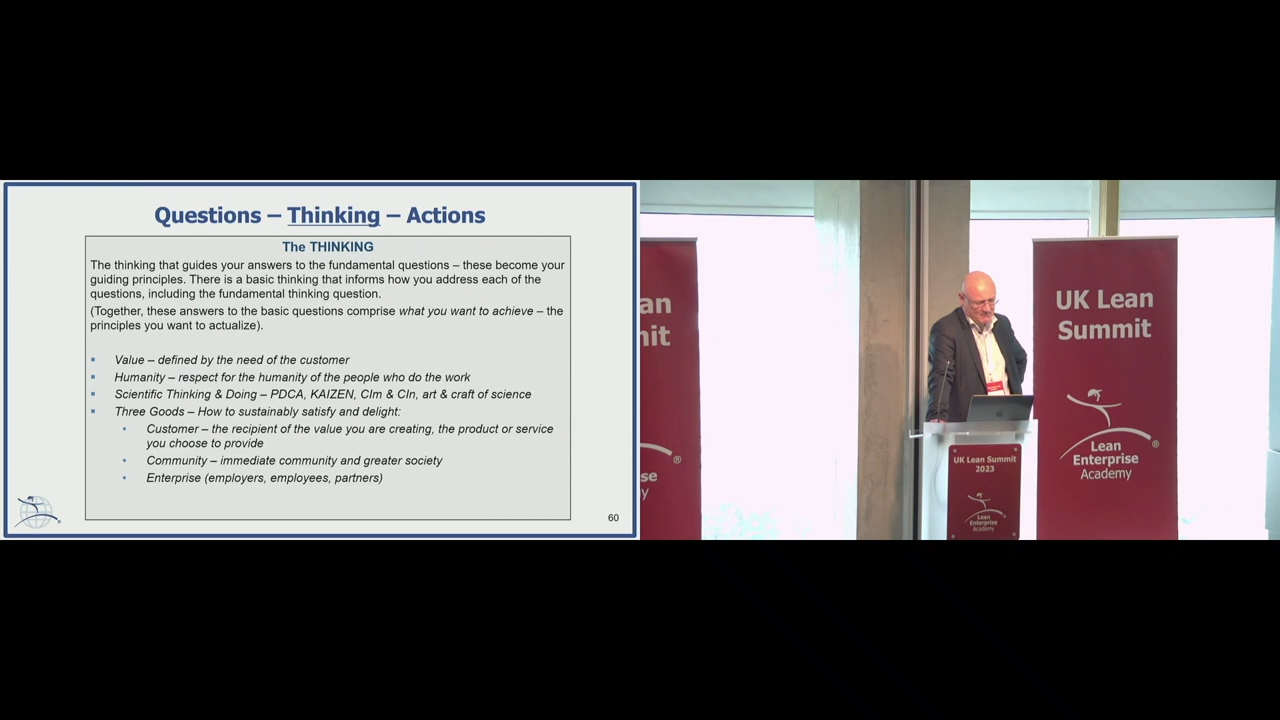 Questions – Thinking – Actions
The THINKING
The thinking that guides your answers to the fundamental questions – these become your
guiding principles. There is a basic thinking that informs how you address each of the
questions, including the fundamental thinking question.
(Together, these answers to the basic questions comprise what you want to achieve – the
principles you want to actualize).
▪ Value – defined by the need of the customer
▪ Humanity – respect for the humanity of the people who do the work
▪ Scientific Thinking & Doing – PDCA, KAIZEN, CIm & CIn, art & craft of science
▪ Three Goods – How to sustainably satisfy and delight:
• Customer – the recipient of the value you are creating, the product or service
you choose to provide
• Community – immediate community and greater society
• Enterprise (employers, employees, partners)
60
an
it
ise
y
®
UK Lean Summit
2023
Lean
Enterprise
Academy
UK Lean
Summit
Lean
Enterprise
Academy
®